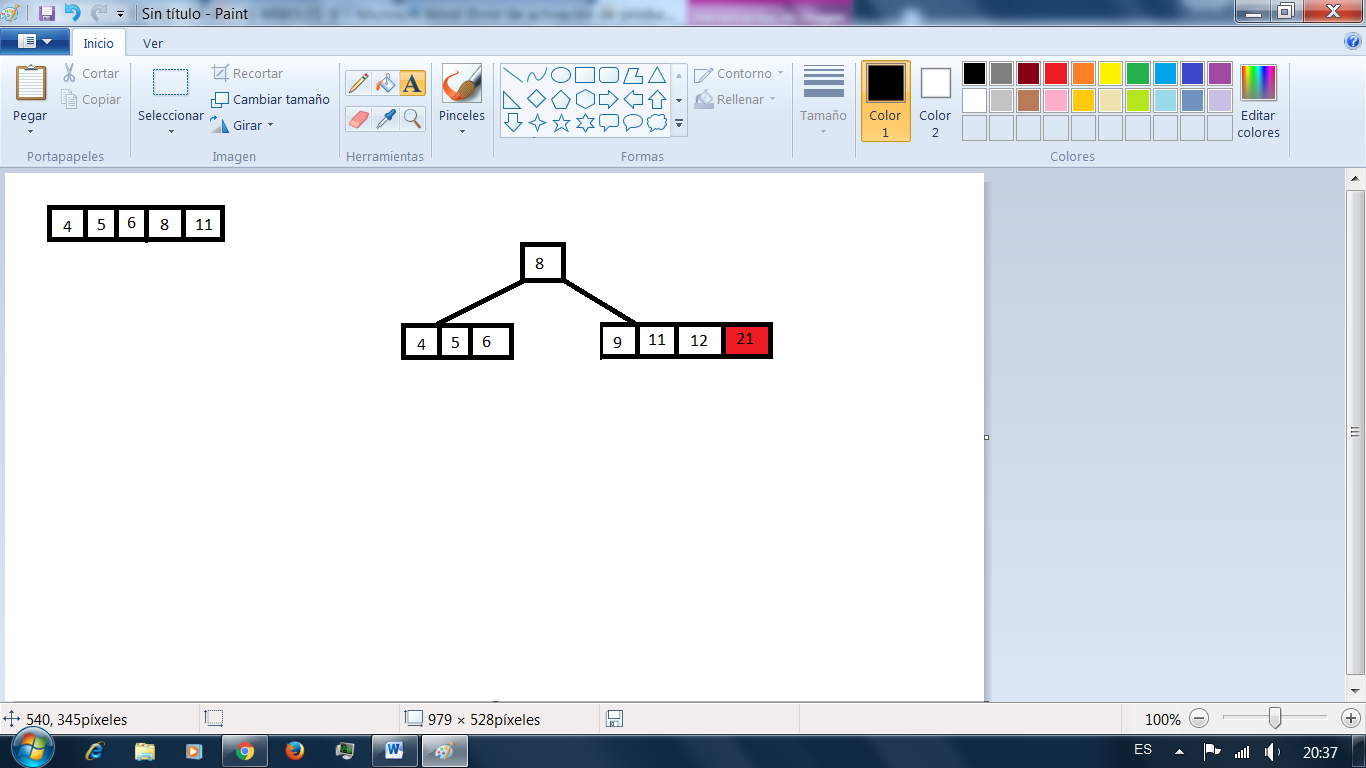 Sin título - Paint
Inicio Ver
Pegar
Cortar
Copiar
Portapapeles
Seleccionar
Recortar
Cambiar tamaño
Girar
Imagen
A
Herramientas
Pinceles
Contorno
Rellenar
Formas
Tamaño
Color 1
Color 2
Editar colores
Colores
4 5 6 8 11
8
4 5 6
9 11 12 21
540, 345píxeles
979 × 528píxeles
100%
ES
20:37